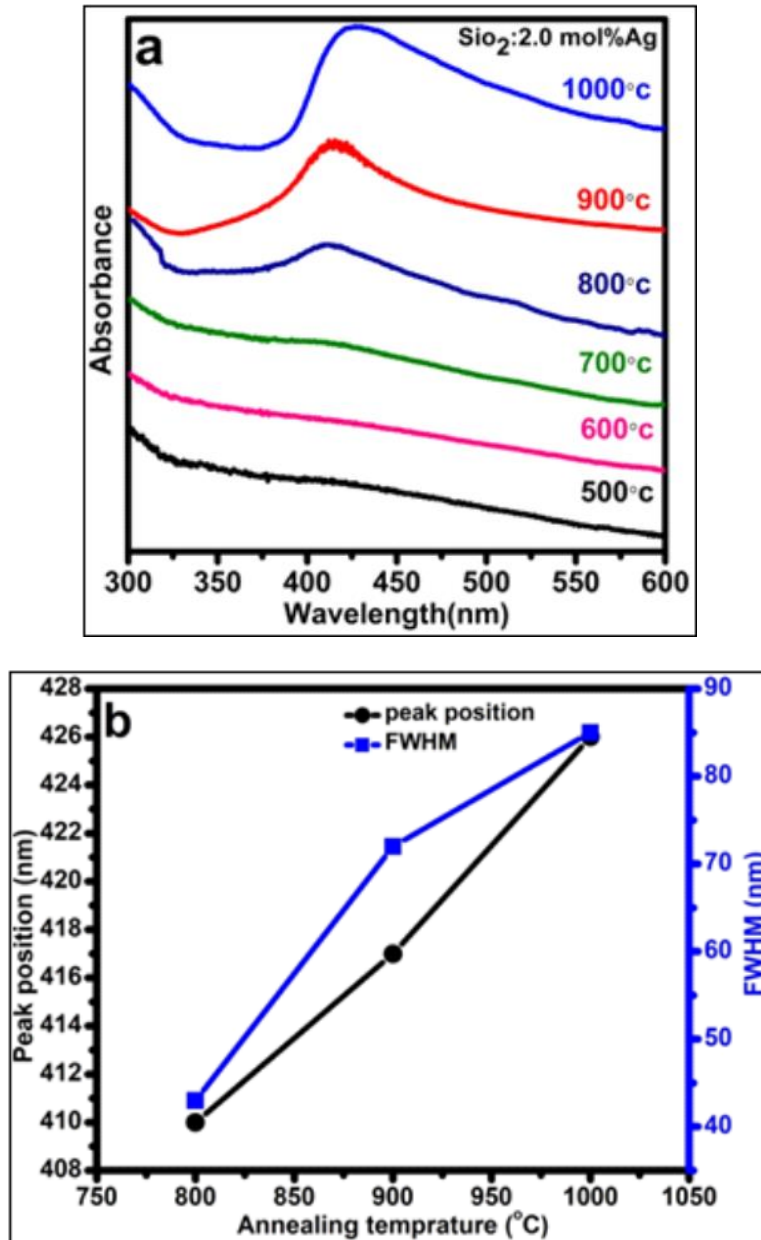 a
Sio₂:2.0 mol%Ag
1000°c
900°c
800°c
700°c
600°c
500°c
Absorbance
300 350 400 450 500 550 600
Wavelength(nm)
b
peak position
FWHM
428
426
424
422
420
418
416
414
412
410
408
Peak position (nm)
90
80
70
60
50
40
FWHM (nm)
750 800 850 900 950 1000 1050
Annealing temprature (°C)